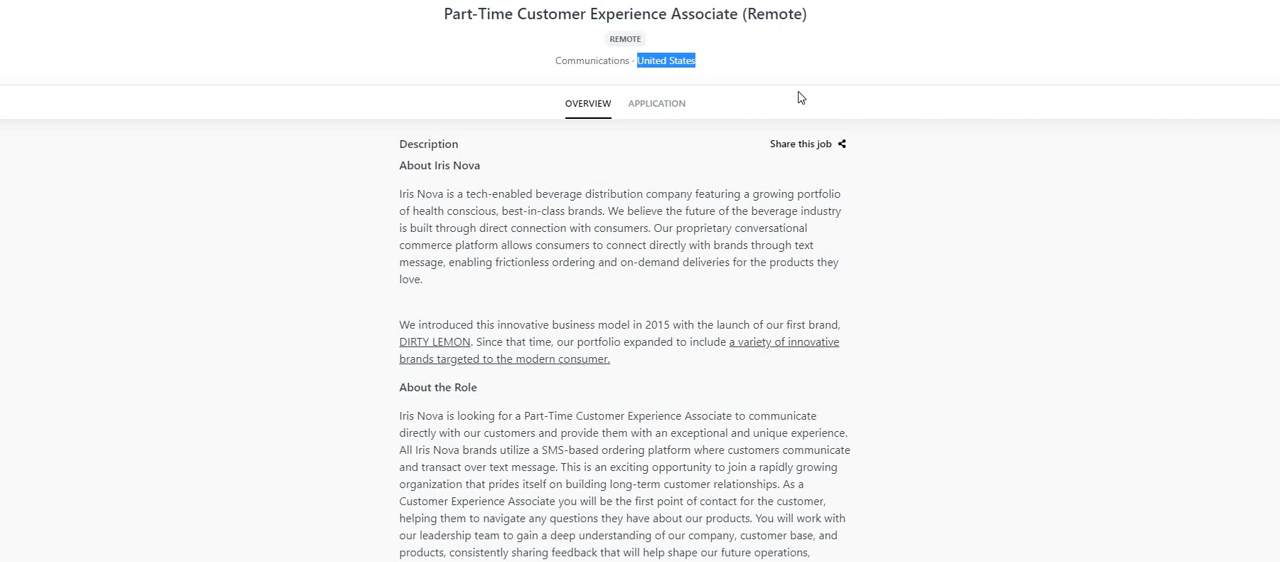 Part-Time Customer Experience Associate (Remote)
REMOTE
Communications · United States
OVERVIEW APPLICATION
Description Share this job
About Iris Nova
Iris Nova is a tech-enabled beverage distribution company featuring a growing portfolio
of health conscious, best-in-class brands. We believe the future of the beverage industry
is built through direct connection with consumers. Our proprietary conversational
commerce platform allows consumers to connect directly with brands through text
message, enabling frictionless ordering and on-demand deliveries for the products they
love.
We introduced this innovative business model in 2015 with the launch of our first brand,
DIRTY LEMON. Since that time, our portfolio expanded to include a variety of innovative
brands targeted to the modern consumer.
About the Role
Iris Nova is looking for a Part-Time Customer Experience Associate to communicate
directly with our customers and provide them with an exceptional and unique experience.
All Iris Nova brands utilize a SMS-based ordering platform where customers communicate
and transact over text message. This is an exciting opportunity to join a rapidly growing
organization that prides itself on building long-term customer relationships. As a
Customer Experience Associate you will be the first point of contact for the customer,
helping them to navigate any questions they have about our products. You will work with
our leadership team to gain a deep understanding of our company, customer base, and
products, consistently sharing feedback that will help shape our future operations,